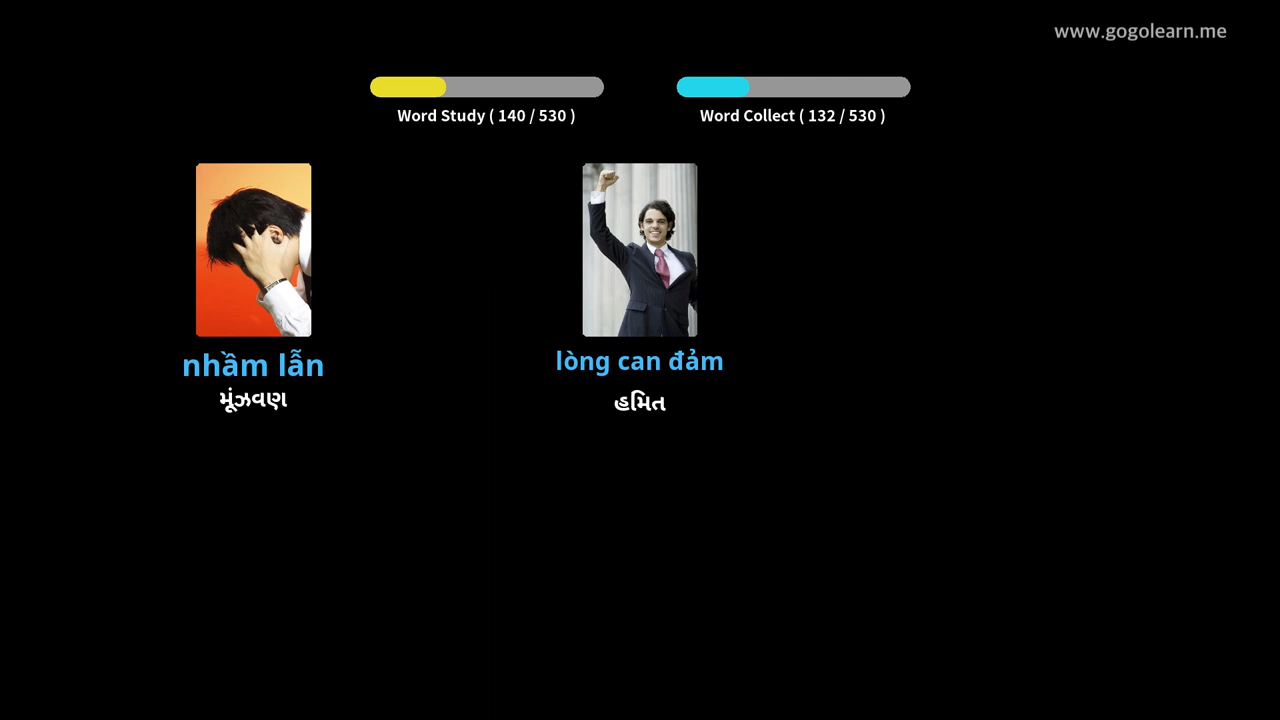 www.gogolearn.me
Word Study ( 140 / 530 )
Word Collect ( 132 / 530 )
nhầm lẫn
મૂંઝવણ
lòng can đảm
હિંમત